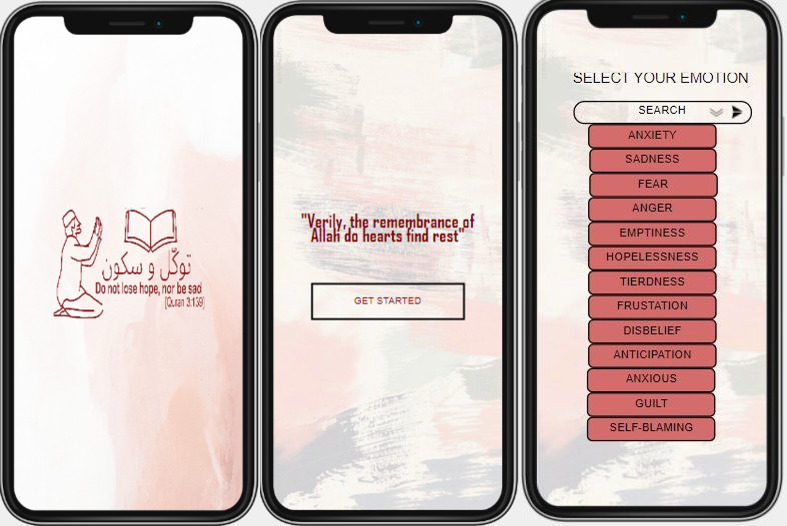 توكّل و سكون
Do not lose hope, nor be sad
[Quran 3:139]
"Verily, the remembrance of
Allah do hearts find rest"
GET STARTED
SELECT YOUR EMOTION
SEARCH
ANXIETY
SADNESS
FEAR
ANGER
EMPTINESS
HOPELESSNESS
TIERDNESS
FRUSTATION
DISBELIEF
ANTICIPATION
ANXIOUS
GUILT
SELF-BLAMING